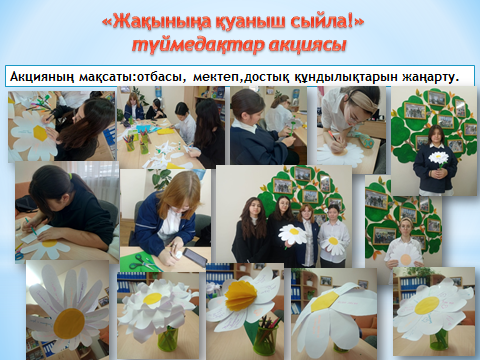 «Жақыныңа қуаныш сыйла!»
түймедақтар акциясы
Акцияның мақсаты:отбасы, мектеп,достық құндылықтарын жаңарту.